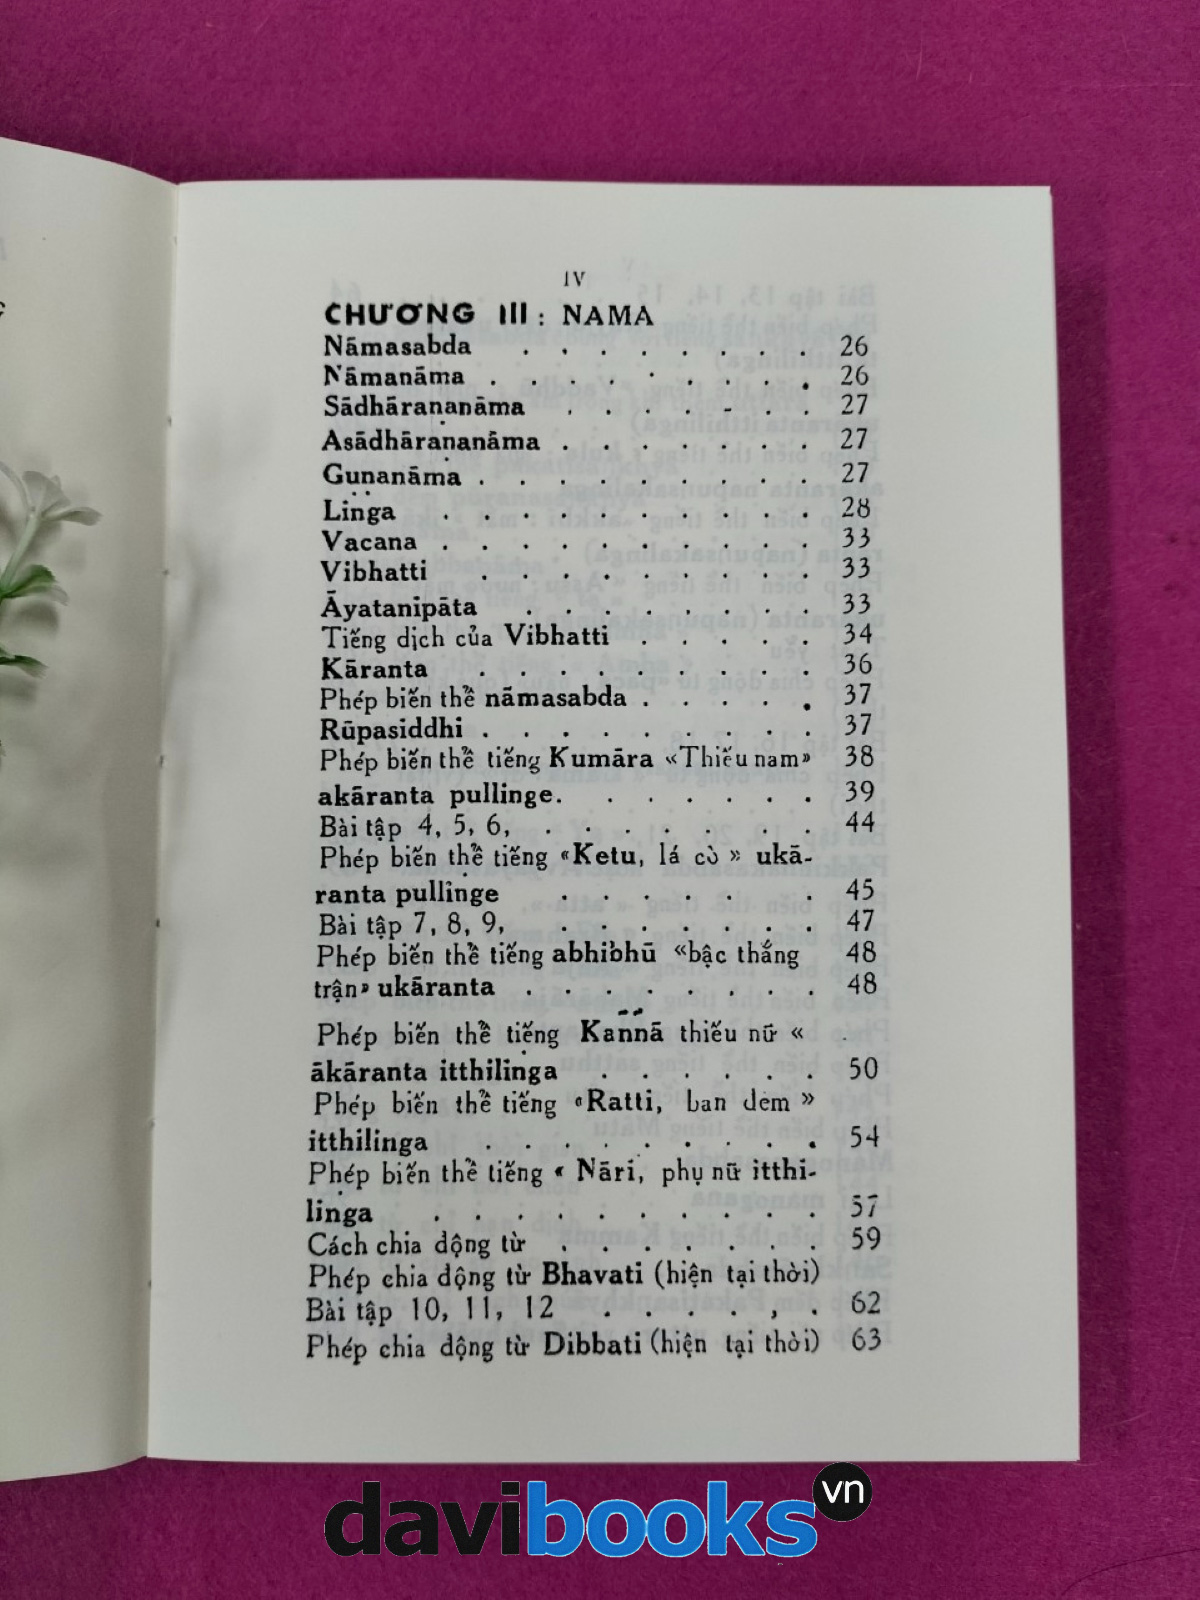 IV
CHƯƠNG III : NAMA
Nāmasabda . . . . . . . . 26
Nāmanāma . . . . . . . . . 26
Sādhāraṇanāma . . . . - . . 27
Asādhāraṇanāma . . . . . . . 27
Guṇanāma . . . . . . . . . 27
Liṅga . . . . . . . . . . 28
Vacana . . . . . . . . . . 33
Vibhatti . . . . . . . . . 33
Āyatanipāta . . . . . . . . 33
Tiếng dịch của Vibhatti . . . . . 34
Kāranta . . . . . . . . . 36
Phép biến thể nāmasabda . . . . . 37
Rūpasiddhi . . . . . . . . . 37
Phép biến thể tiếng Kumāra «Thiếu nam» 38
akāranta pullinge. . . . . . . 39
Bài tập 4, 5, 6, . . . . . . . 44
Phép biến thể tiếng «Ketu, lá cờ » ukā-
ranta pullinge . . . . . . . 45
Bài tập 7, 8, 9, . . . . . . . 47
Phép biến thể tiếng abhibhū «bậc thắng 48
trận» ukāranta . . . . . . . . 48
Phép biến thể tiếng Kaññā thiếu nữ «
ākāranta itthilinga . . . . . . 50
Phép biến thể tiếng «Ratti, ban đêm »
itthilinga . . . . . . . . . 54
Phép biến thể tiếng « Nāri, phụ nữ itthi-
linga . . . . . . . . . . 57
Cách chia động từ . . . . . . . 59
Phép chia động từ Bhavati (hiện tại thời)
Bài tập 10, 11, 12 . . . . , . 62
Phép chia động từ Dibbati (hiện tại thời) 63
davibooks vn